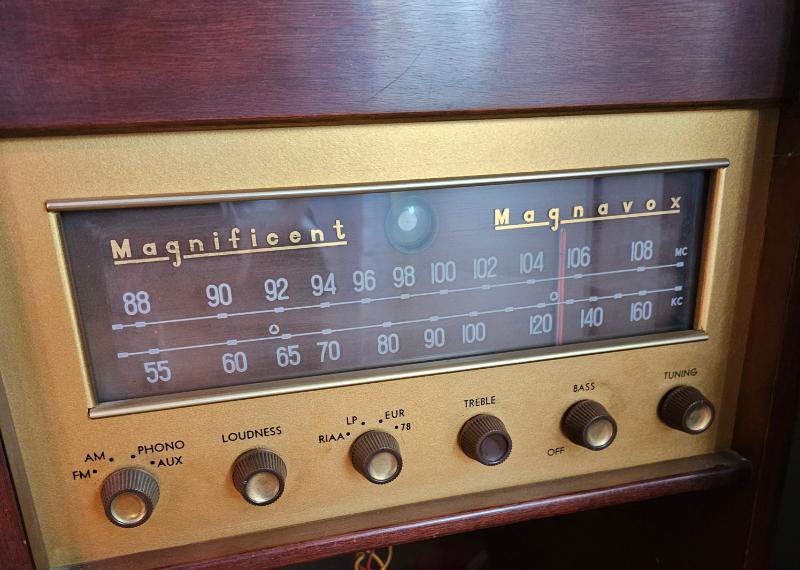 Magnificent Magnavox
88 90 92 94 96 98 100 102 104 106 108 MC
55 60 65 70 80 90 100 120 140 160 KC
AM PHONO
FM AUX
LOUDNESS
LP EUR
RIAA 78
TREBLE
BASS
OFF
TUNING